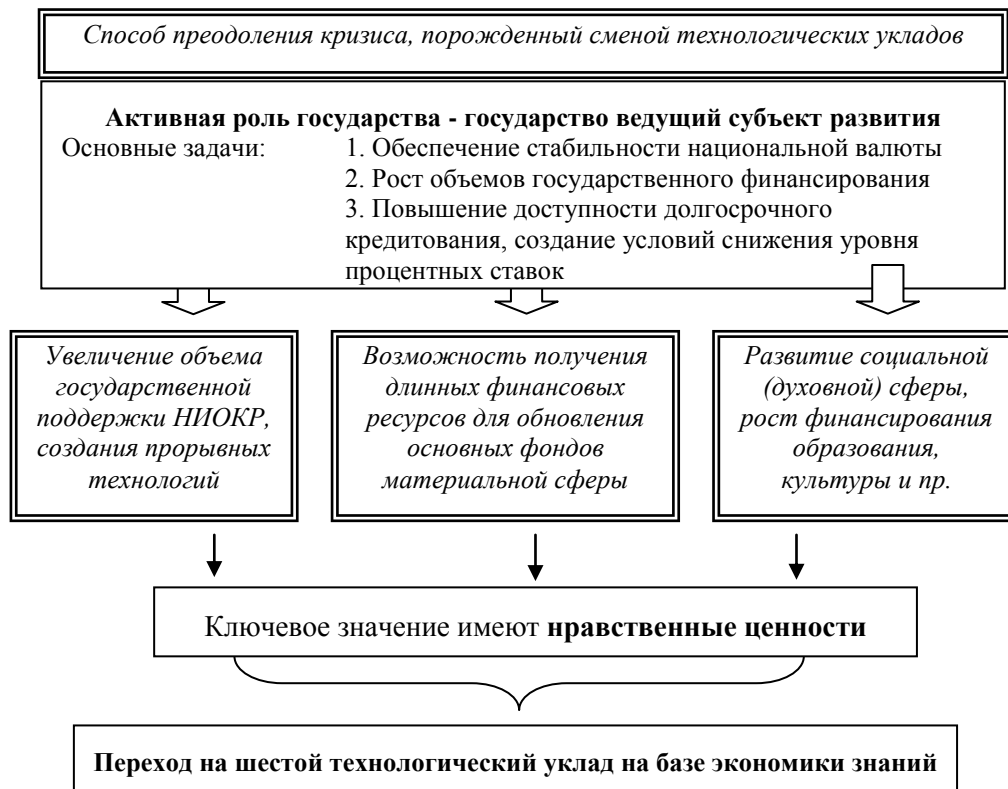 Способ преодоления кризиса, порожденный сменой технологических укладов
Активная роль государства - государство ведущий субъект развития
Основные задачи: 1. Обеспечение стабильности национальной валюты
2. Рост объемов государственного финансирования
3. Повышение доступности долгосрочного
кредитования, создание условий снижения уровня
процентных ставок
Увеличение объема
государственной
поддержки НИОКР,
создания прорывных
технологий
Возможность получения
длинных финансовых
ресурсов для обновления
основных фондов
материальной сферы
Развитие социальной
(духовной) сферы,
рост финансирования
образования,
культуры и пр.
Ключевое значение имеют нравственные ценности
Переход на шестой технологический уклад на базе экономики знаний